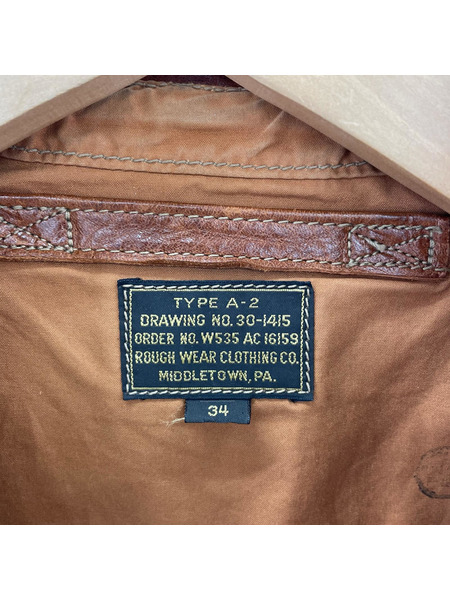 TYPE A-2
DRAWING NO. 30-1415
ORDER NO. W535 AC 16159
ROUGH WEAR CLOTHING CO.
MIDDLETOWN, PA.
34